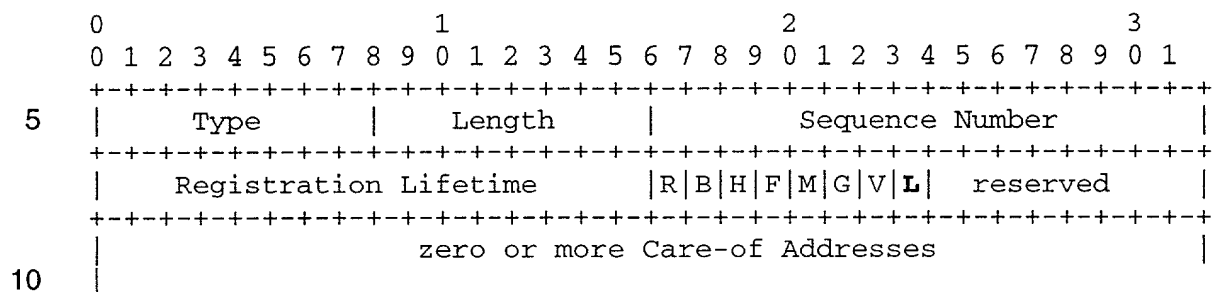 0                   1                   2                   3
0 1 2 3 4 5 6 7 8 9 0 1 2 3 4 5 6 7 8 9 0 1 2 3 4 5 6 7 8 9 0 1
+-+-+-+-+-+-+-+-+-+-+-+-+-+-+-+-+-+-+-+-+-+-+-+-+-+-+-+-+-+-+-+-+
5 |     Type      |    Length     |        Sequence Number        |
+-+-+-+-+-+-+-+-+-+-+-+-+-+-+-+-+-+-+-+-+-+-+-+-+-+-+-+-+-+-+-+-+
|    Registration Lifetime      |R|B|H|F|M|G|V|L|  reserved     |
+-+-+-+-+-+-+-+-+-+-+-+-+-+-+-+-+-+-+-+-+-+-+-+-+-+-+-+-+-+-+-+-+
|                  zero or more Care-of Addresses               |
10 |